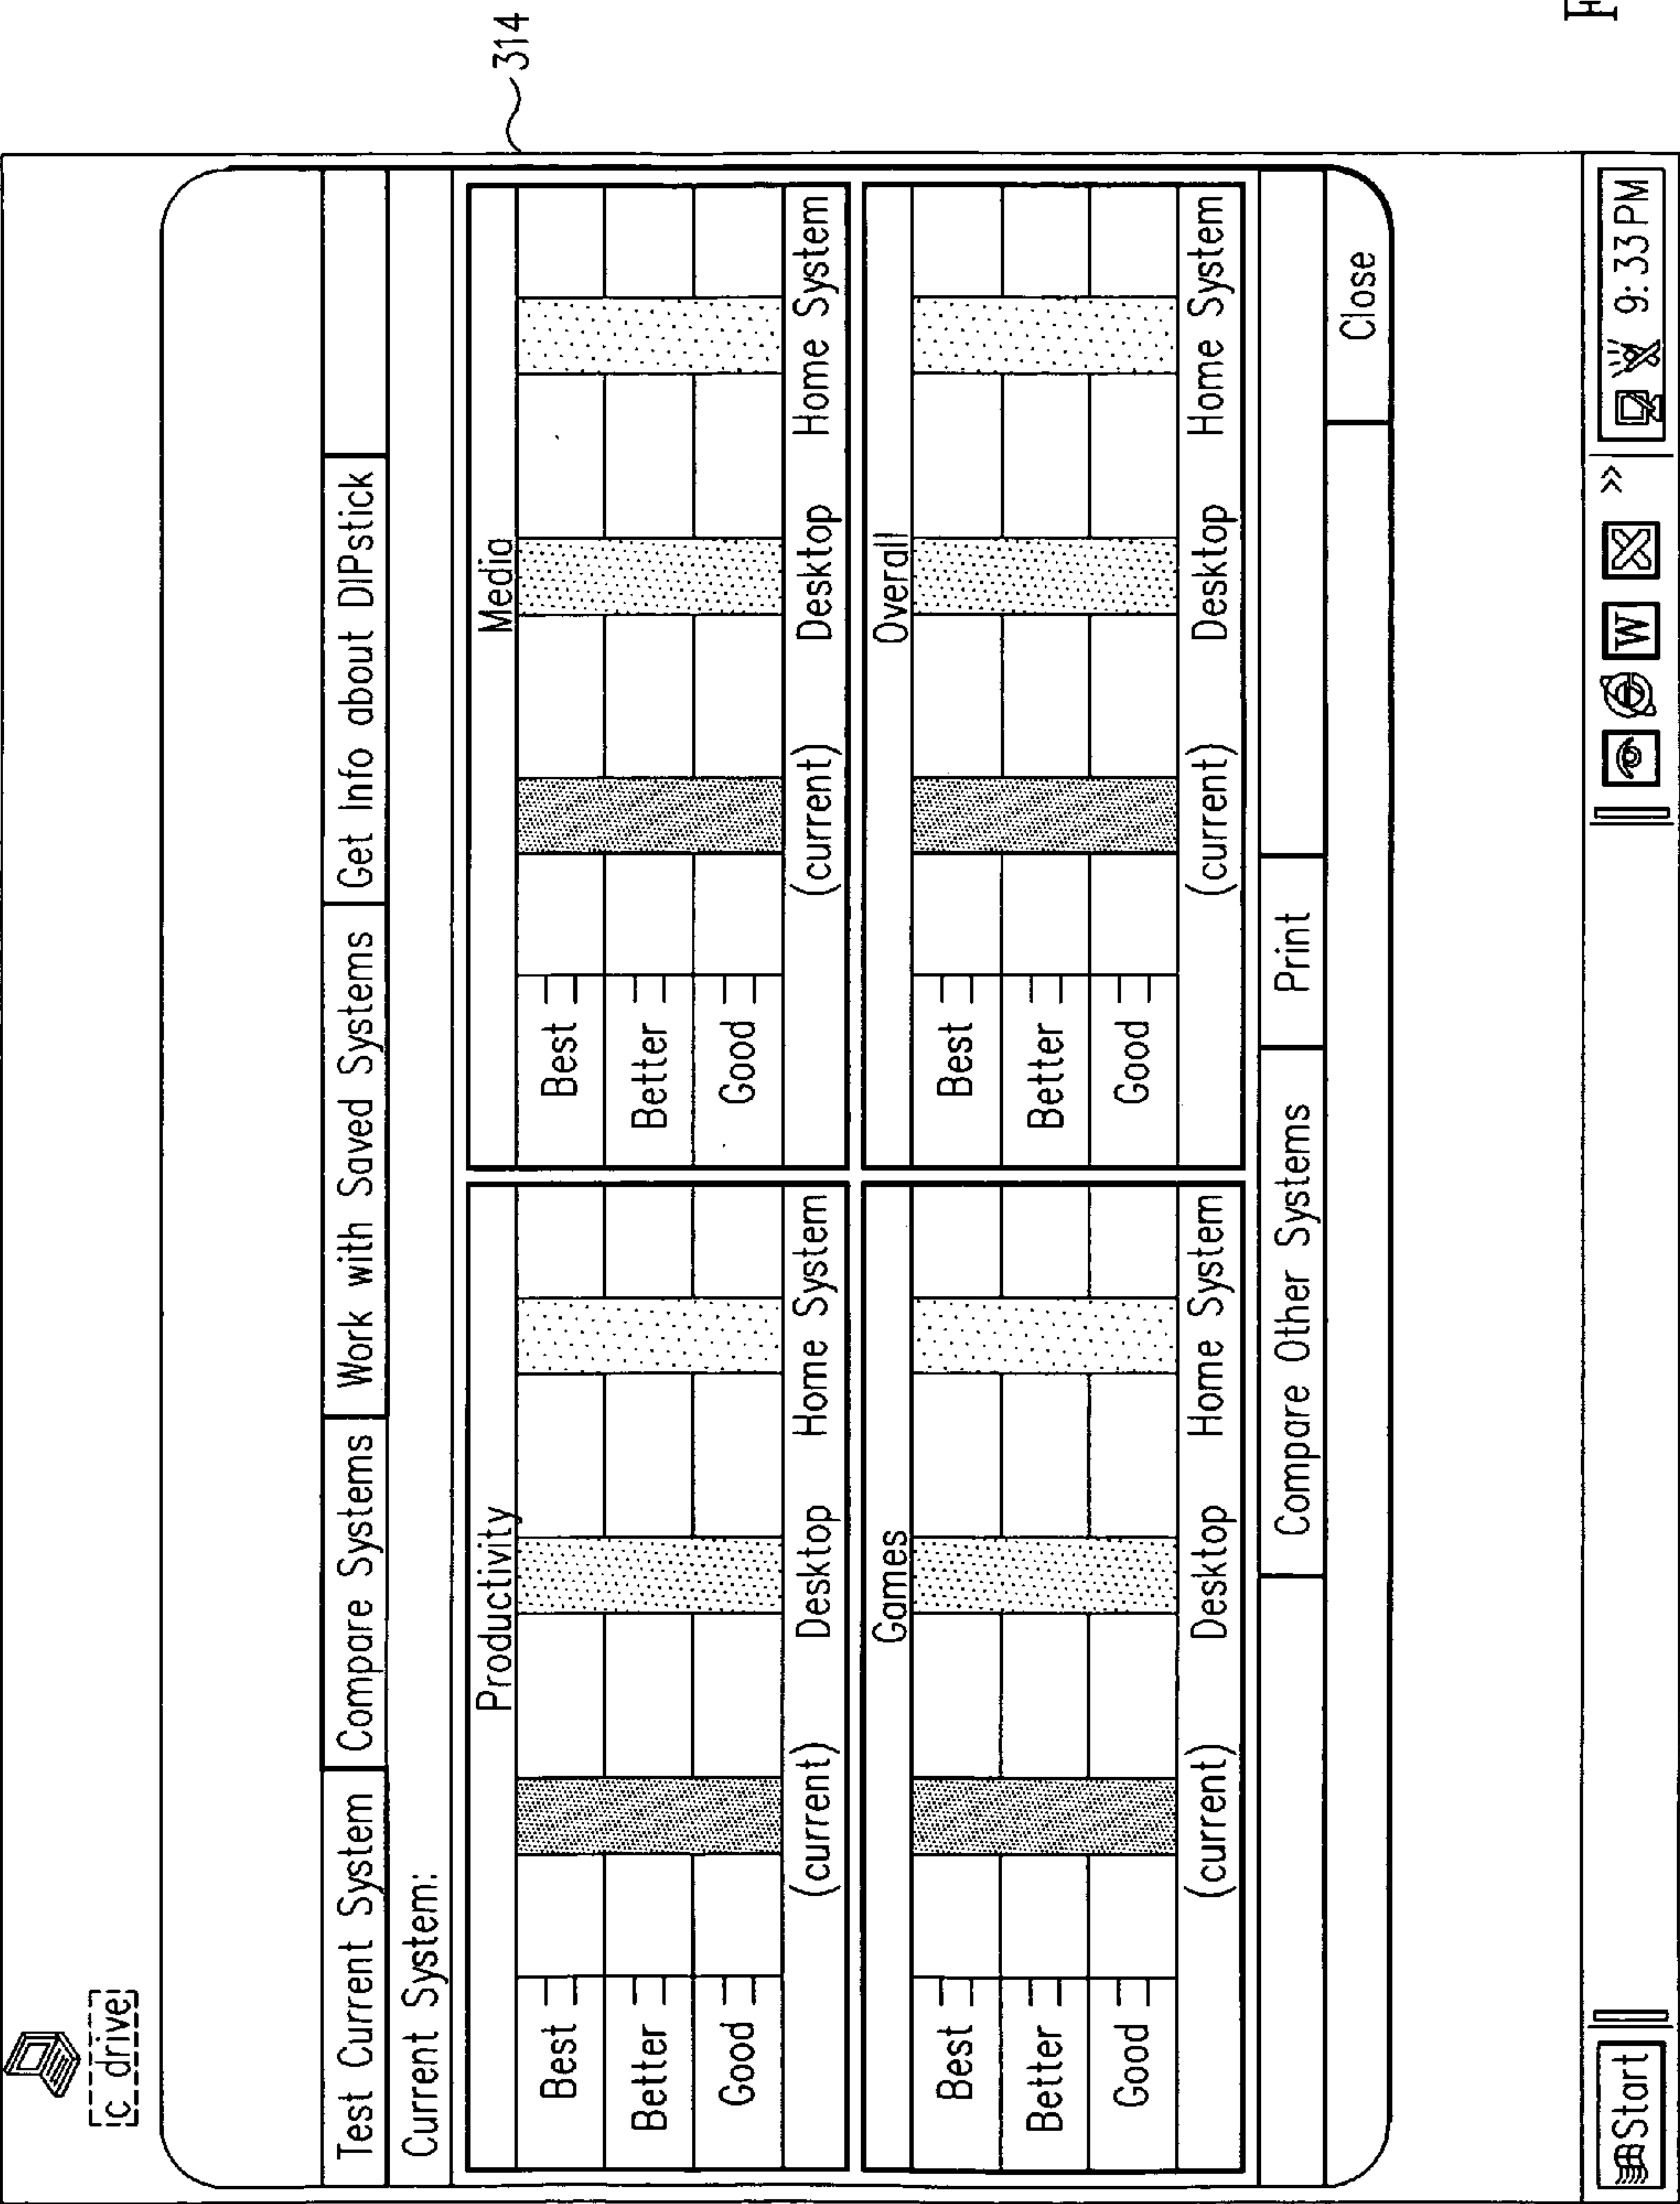 c drive
314
Test Current System Compare Systems Work with Saved Systems Get Info about DIPstick
Current System:
Productivity
Best
Better
Good
(current) Desktop Home System
Media
Best
Better
Good
(current) Desktop Home System
Games
Best
Better
Good
(current) Desktop Home System
Overall
Best
Better
Good
(current) Desktop Home System
Compare Other Systems Print
Close
Start W X » 9:33 PM
F